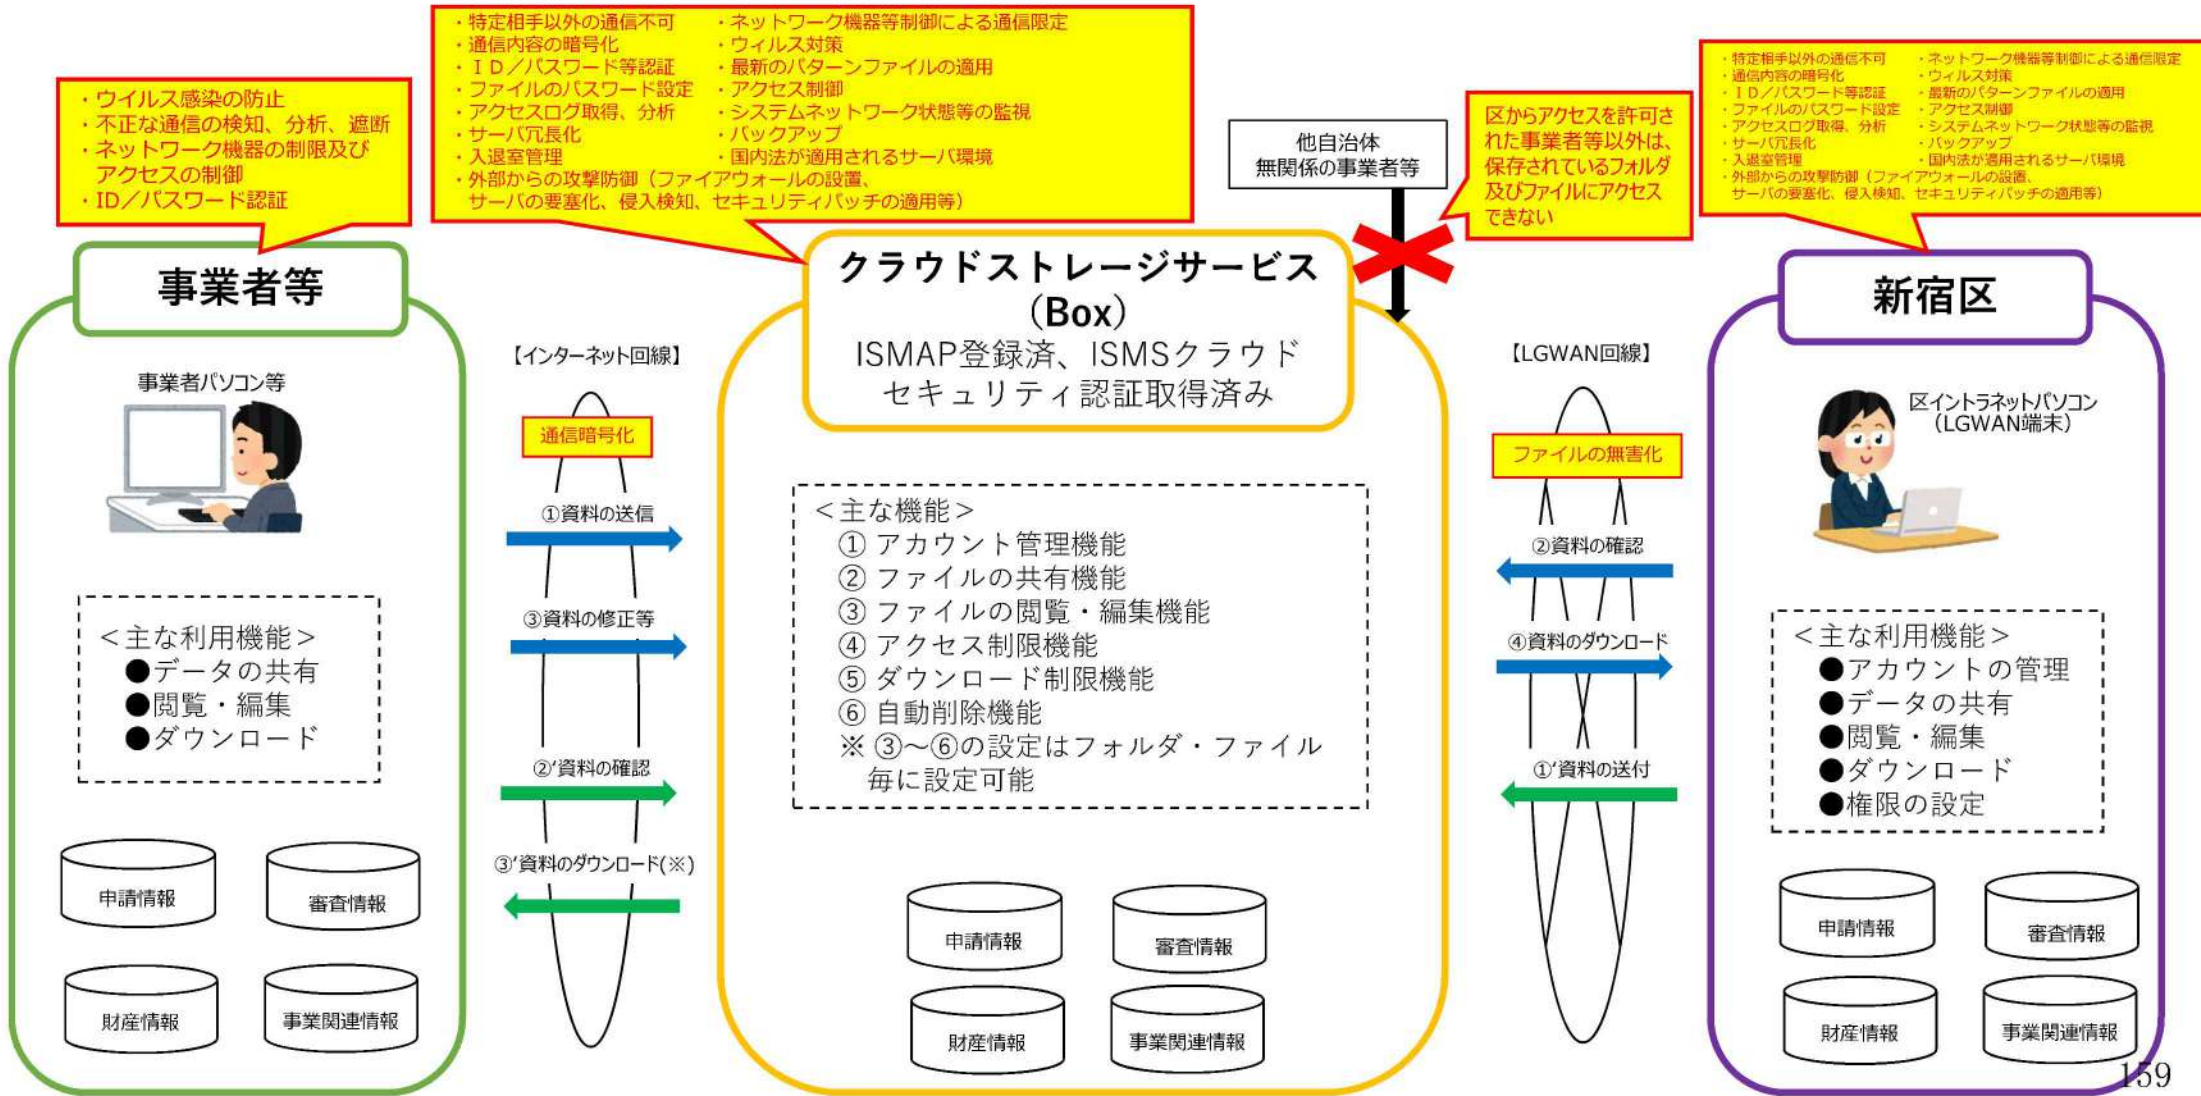 ・ウイルス感染の防止
・不正な通信の検知、分析、遮断
・ネットワーク機器の制限及び
アクセスの制御
・ID／パスワード認証
・特定相手以外の通信不可 ・ネットワーク機器等制御による通信限定
・通信内容の暗号化 ・ウィルス対策
・ＩＤ／パスワード等認証 ・最新のパターンファイルの適用
・ファイルのパスワード設定 ・アクセス制御
・アクセスログ取得、分析 ・システムネットワーク状態等の監視
・サーバ冗長化 ・バックアップ
・入退室管理 ・国内法が適用されるサーバ環境
・外部からの攻撃防御（ファイアウォールの設置、
サーバの要塞化、侵入検知、セキュリティパッチの適用等）
他自治体
無関係の事業者等
区からアクセスを許可さ
れた事業者等以外は、
保存されているフォルダ
及びファイルにアクセス
できない
・特定相手以外の通信不可 ・ネットワーク機器等制御による通信限定
・通信内容の暗号化 ・ウィルス対策
・ＩＤ／パスワード等認証 ・最新のパターンファイルの適用
・ファイルのパスワード設定 ・アクセス制御
・アクセスログ取得、分析 ・システムネットワーク状態等の監視
・サーバ冗長化 ・バックアップ
・入退室管理 ・国内法が適用されるサーバ環境
・外部からの攻撃防御（ファイアウォールの設置、
サーバの要塞化、侵入検知、セキュリティパッチの適用等）
事業者等
事業者パソコン等
＜主な利用機能＞
●データの共有
●閲覧・編集
●ダウンロード
申請情報
審査情報
財産情報
事業関連情報
【インターネット回線】
通信暗号化
①資料の送信
③資料の修正等
②’資料の確認
③’資料のダウンロード(※)
クラウドストレージサービス
（Box）
ISMAP登録済、ISMSクラウド
セキュリティ認証取得済み
＜主な機能＞
① アカウント管理機能
② ファイルの共有機能
③ ファイルの閲覧・編集機能
④ アクセス制限機能
⑤ ダウンロード制限機能
⑥ 自動削除機能
※ ③～⑥の設定はフォルダ・ファイル
毎に設定可能
申請情報
審査情報
財産情報
事業関連情報
【LGWAN回線】
ファイルの無害化
②資料の確認
④資料のダウンロード
①’資料の送付
新宿区
区イントラネットパソコン
（LGWAN端末）
＜主な利用機能＞
●アカウントの管理
●データの共有
●閲覧・編集
●ダウンロード
●権限の設定
申請情報
審査情報
財産情報
事業関連情報
159